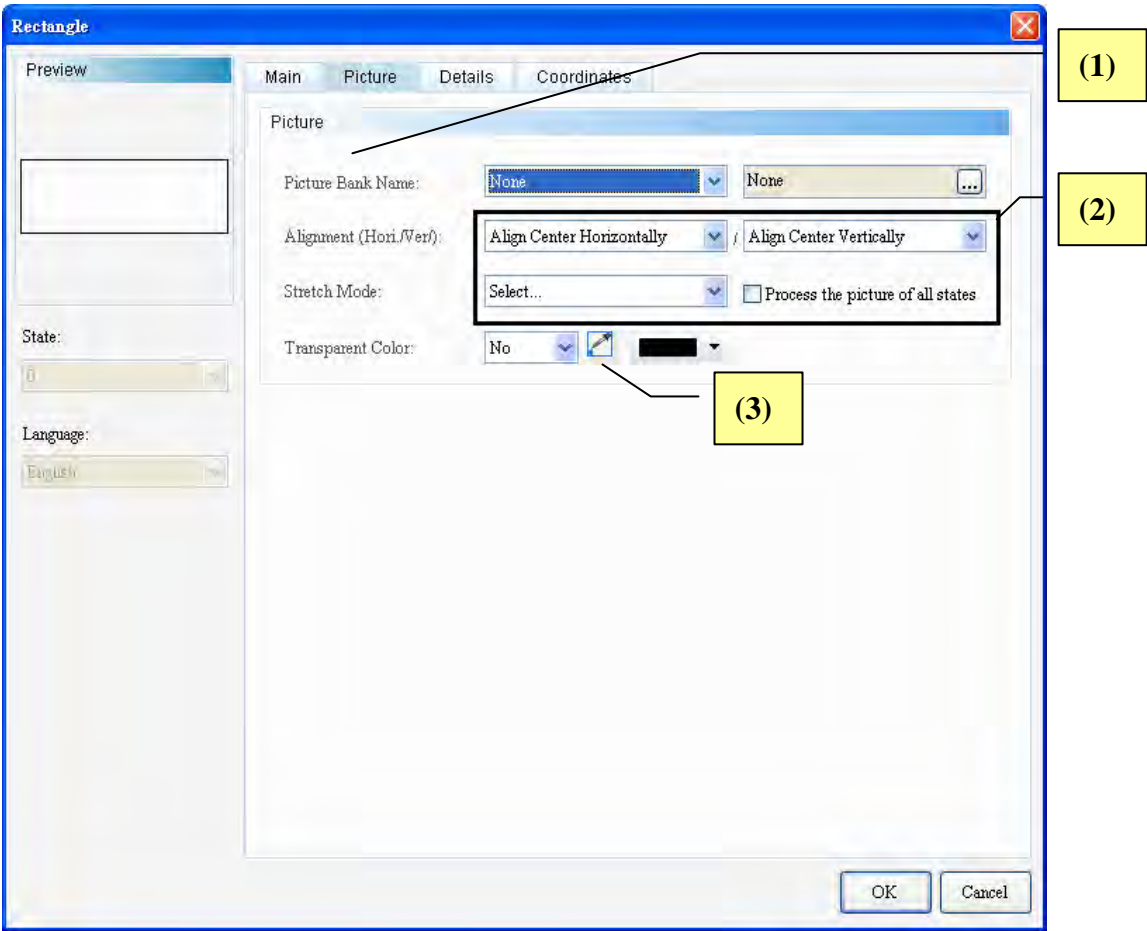 Rectangle
(1)
Preview
Main Picture Details Coordinates
Picture
Picture Bank Name: None None ...
(2)
Alignment (Hori./Ver/): Align Center Horizontally / Align Center Vertically
Stretch Mode: Select... Process the picture of all states
State:
Transparent Color: No
0
(3)
Language:
English
OK Cancel